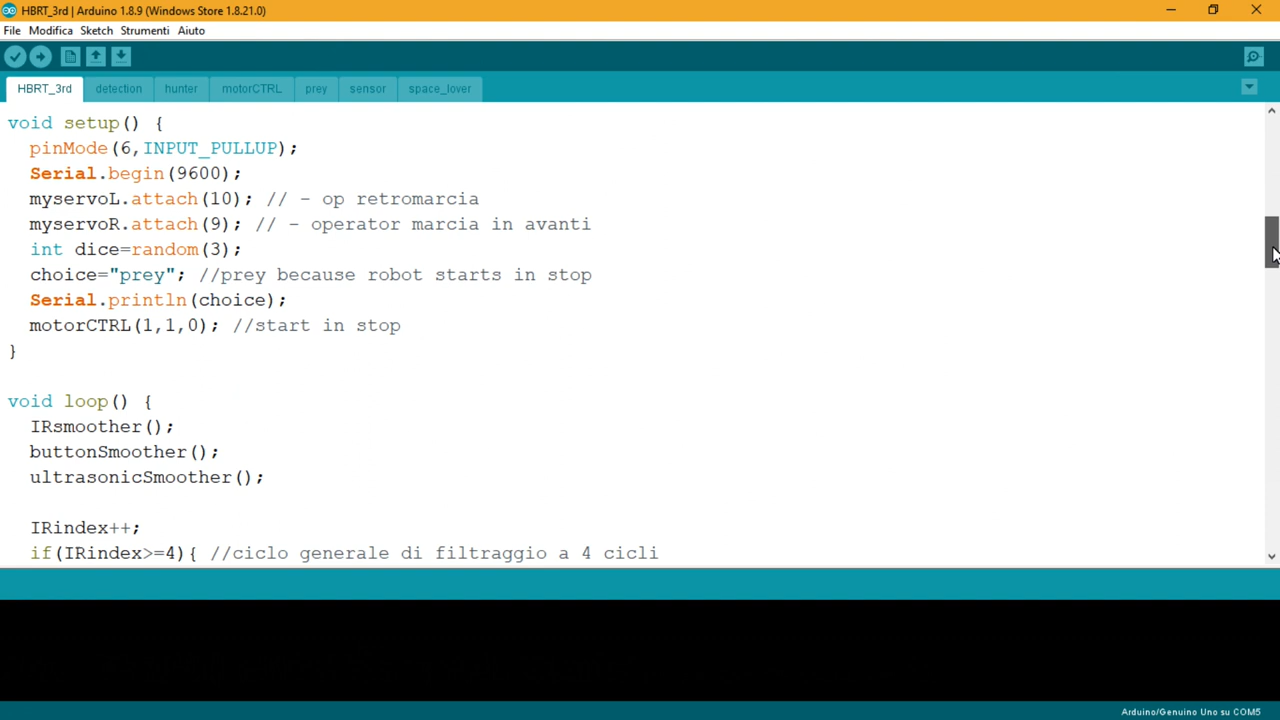 HBRT_3rd | Arduino 1.8.9 (Windows Store 1.8.21.0)
File Modifica Sketch Strumenti Aiuto
HBRT_3rd detection hunter motorCTRL prey sensor space_lover
void setup() {
pinMode(6,INPUT_PULLUP);
Serial.begin(9600);
myservoL.attach(10); // - op retromarcia
myservoR.attach(9); // - operator marcia in avanti
int dice=random(3);
choice="prey"; //prey because robot starts in stop
Serial.println(choice);
motorCTRL(1,1,0); //start in stop
}
void loop() {
IRsmoother();
buttonSmoother();
ultrasonicSmoother();
IRindex++;
if(IRindex>=4){ //ciclo generale di filtraggio a 4 cicli
Arduino/Genuino Uno su COM5